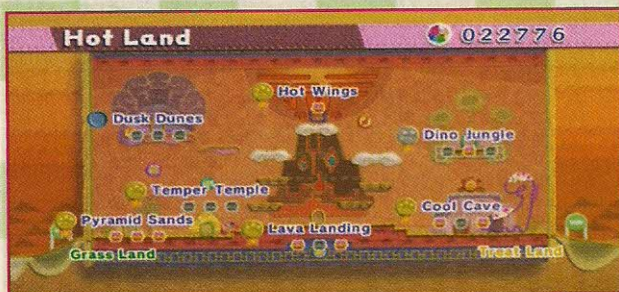 Hot Land 022776
Hot Wings
Dusk Dunes
Dino Jungle
Temper Temple
Cool Cave
Pyramid Sands
Lava Landing
Grass Land
Treat Land